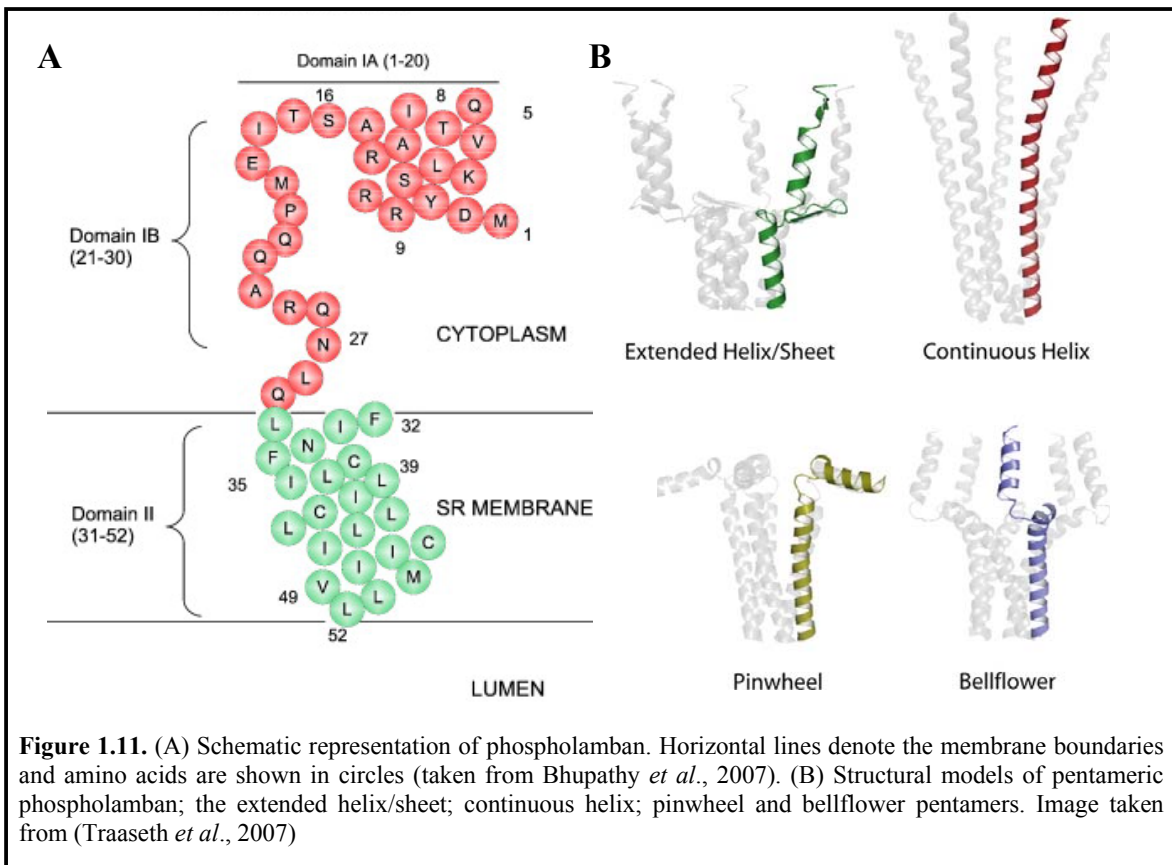 A
B
Domain IA (1-20)
16
8
5
I T S A I T Q
E R A L V
M S K
P R R Y D M
1
9
Q
Q
A
R Q
N
27
L
Q
Domain IB
(21-30)
CYTOPLASM
L N I F
32
F I L C L
39
35
C I L
L I L I C
V I M
49
L L
52
Domain II
(31-52)
SR MEMBRANE
LUMEN
Extended Helix/Sheet
Continuous Helix
Pinwheel
Bellflower
Figure 1.11. (A) Schematic representation of phospholamban. Horizontal lines denote the membrane boundaries
and amino acids are shown in circles (taken from Bhupathy et al., 2007). (B) Structural models of pentameric
phospholamban; the extended helix/sheet; continuous helix; pinwheel and bellflower pentamers. Image taken
from (Traaseth et al., 2007)